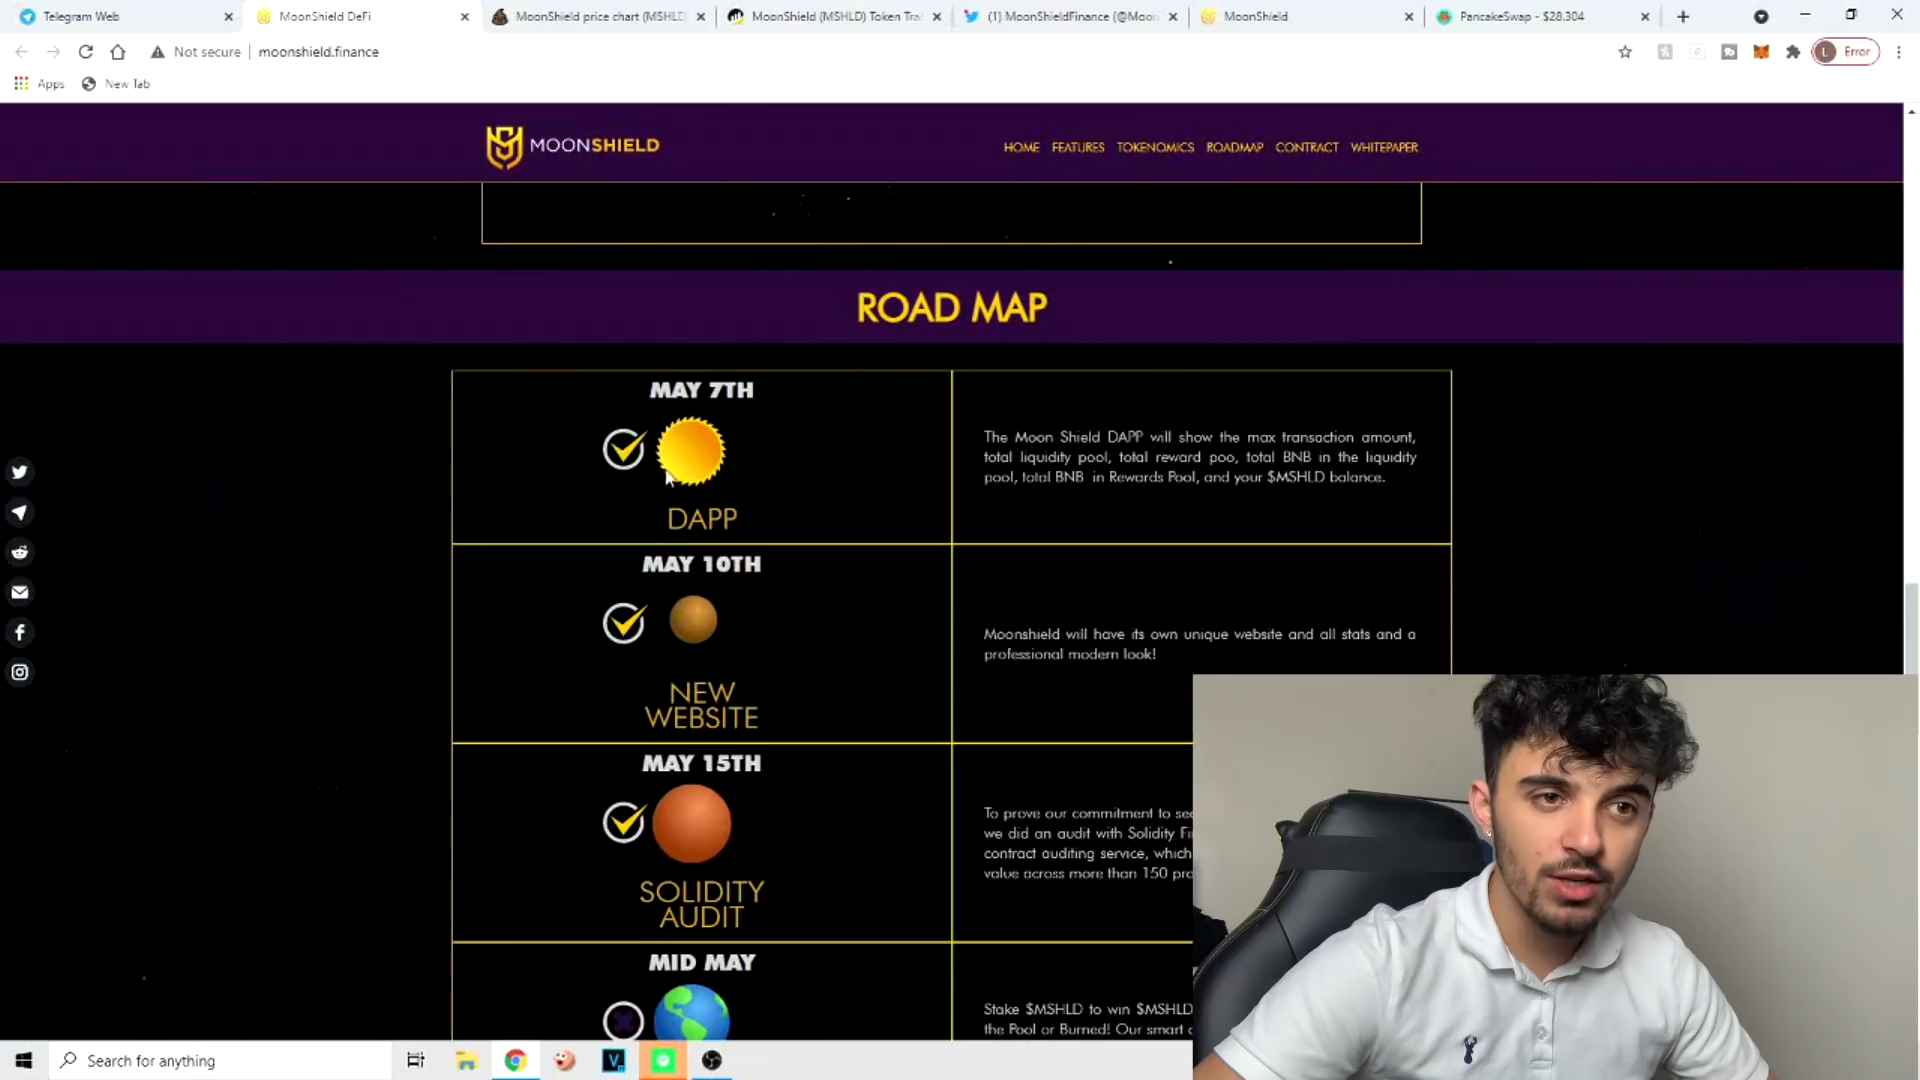 Telegram Web
MoonShield DeFi
MoonShield price chart (MSHLD
MoonShield (MSHLD) Token Tra
(1) MoonShieldFinance (@Moon
MoonShield
PancakeSwap - $28.304
Not secure
moonshield.finance
L
Error
Apps
New Tab
MOONSHIELD
HOME
FEATURES
TOKENOMICS
ROADMAP
CONTRACT
WHITEPAPER
ROAD MAP
MAY 7TH
DAPP
The Moon Shield DAPP will show the max transaction amount,
total liquidity pool, total reward poo, total BNB in the liquidity
pool, total BNB in Rewards Pool, and your $MSHLD balance.
MAY 10TH
NEW
WEBSITE
Moonshield will have its own unique website and all stats and a
professional modern look!
MAY 15TH
SOLIDITY
AUDIT
To prove our commitment to sec
we did an audit with Solidity Fi
contract auditing service, which
value across more than 150 pro
MID MAY
Stake $MSHLD to win $MSHLD
the Pool or Burned! Our smart c
Search for anything